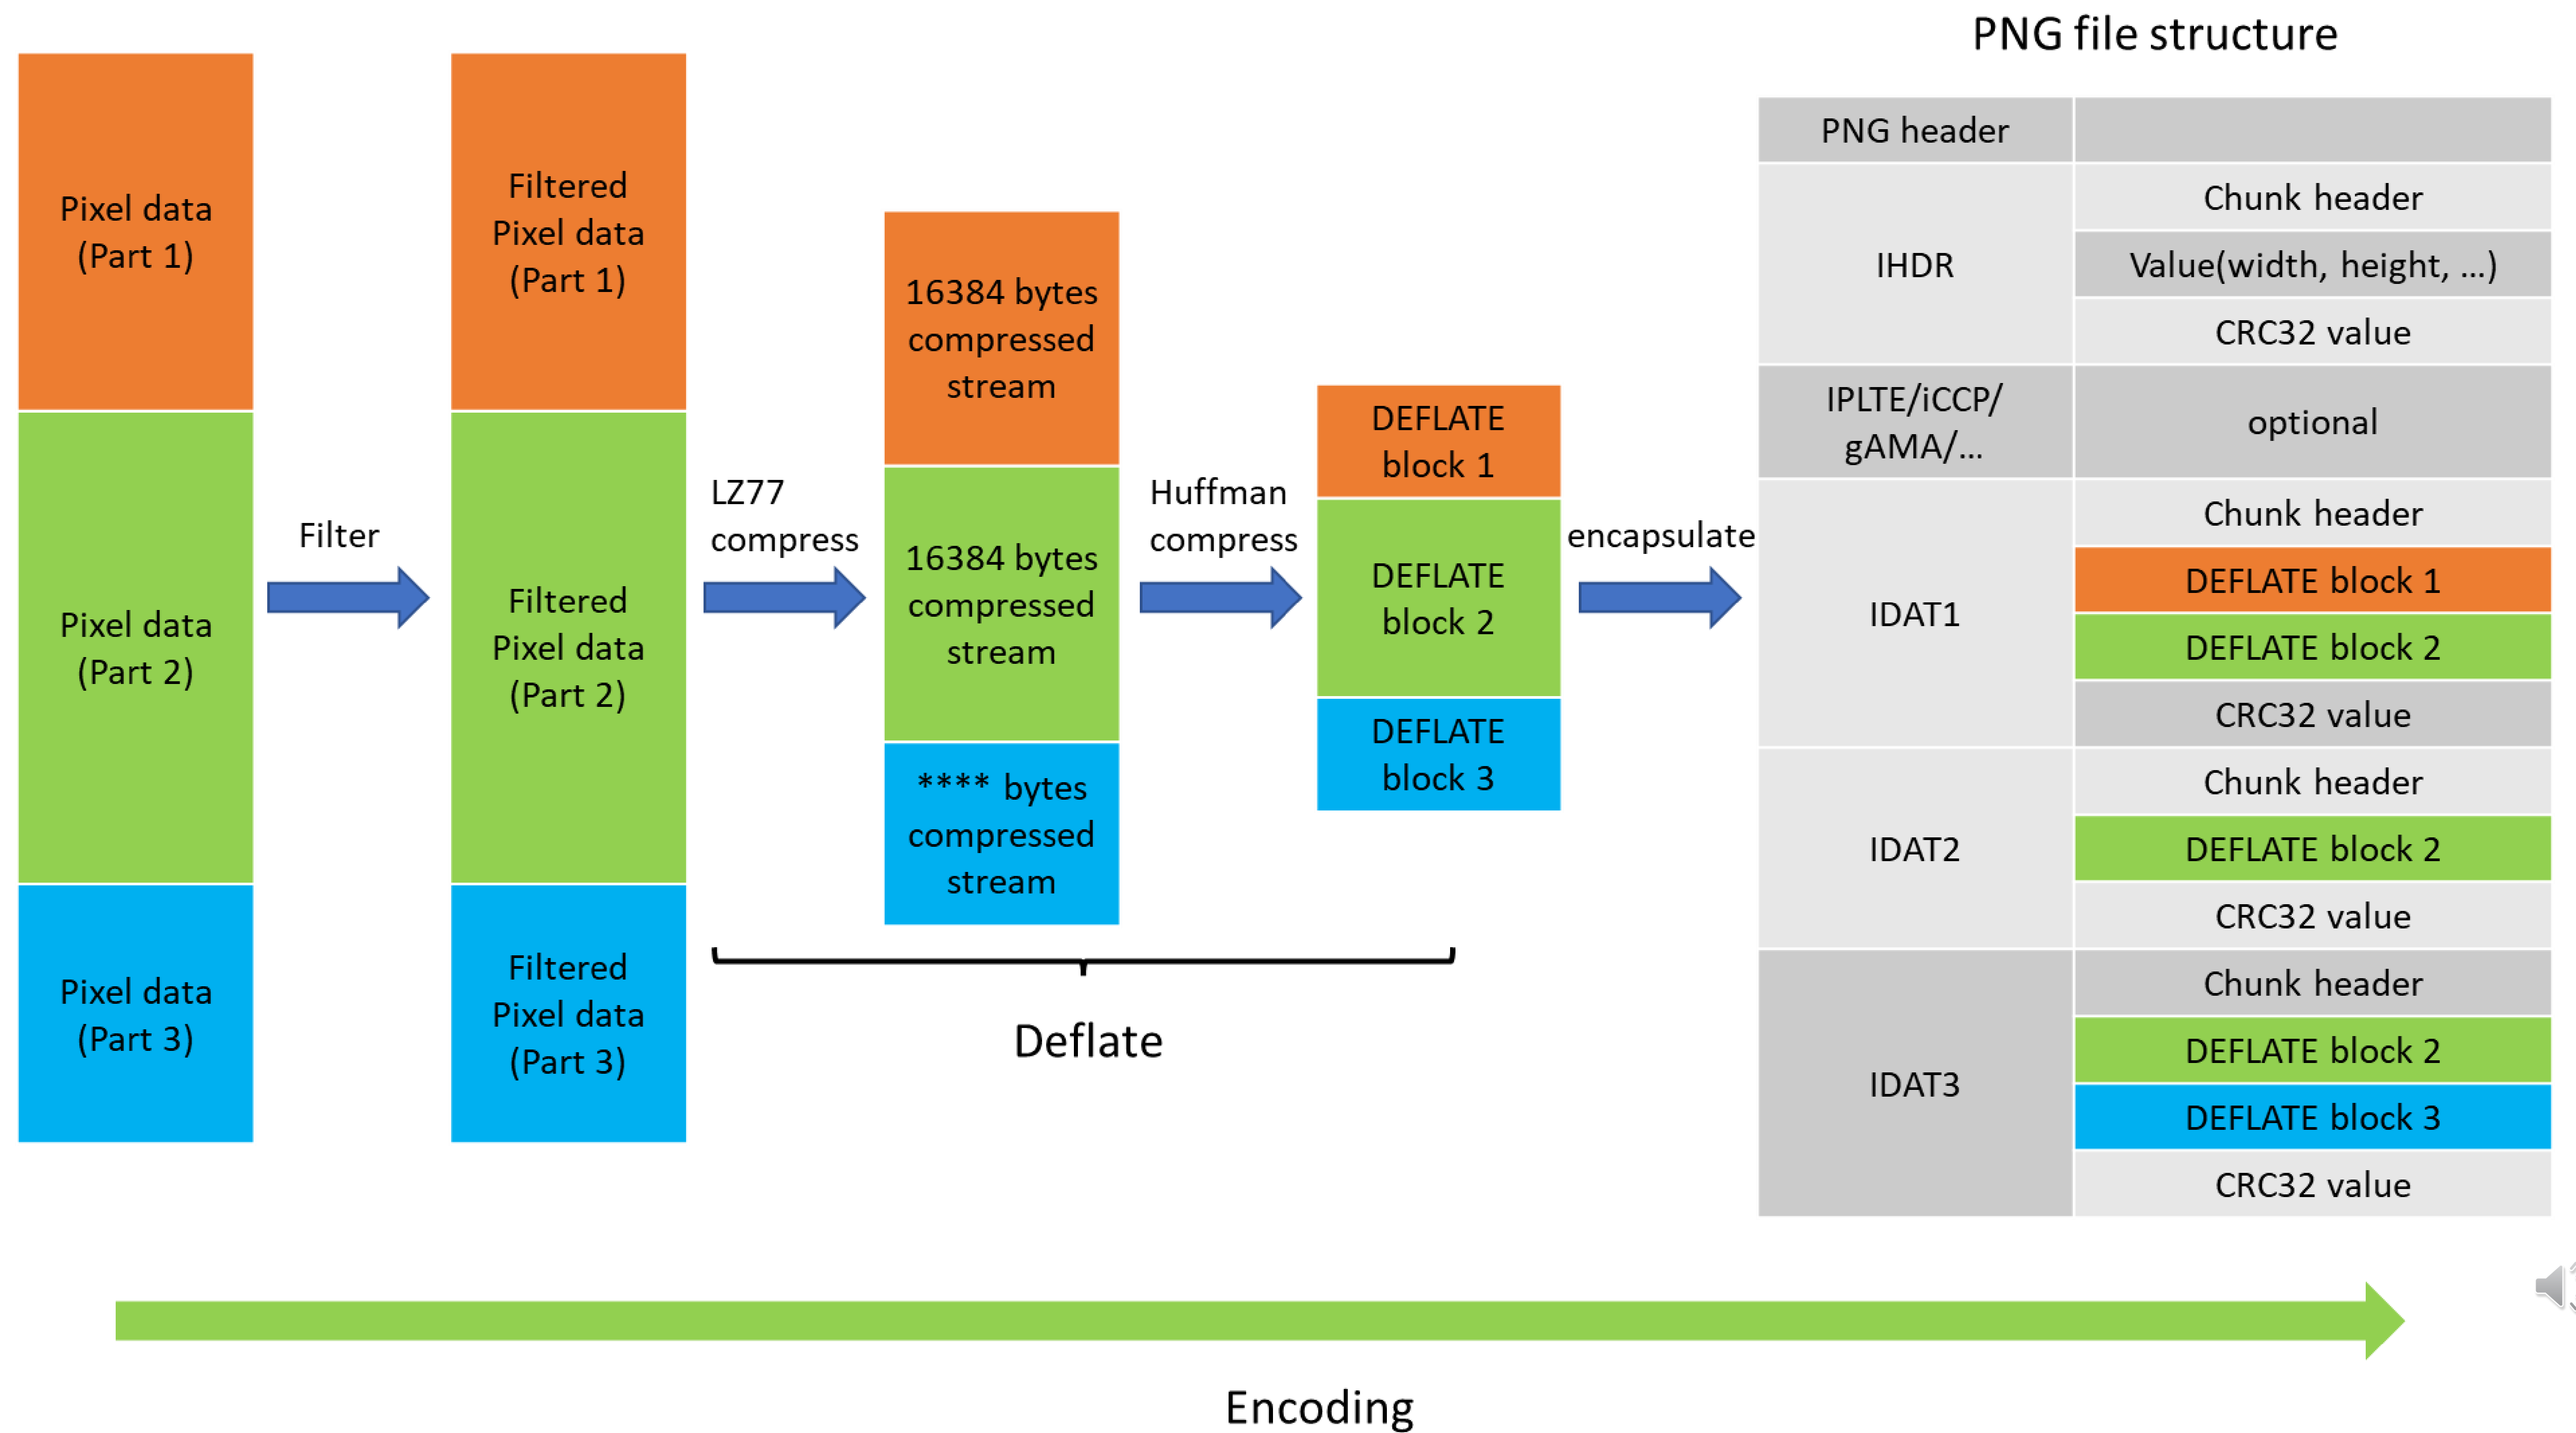 PNG file structure
Pixel data
(Part 1)
Pixel data
(Part 2)
Pixel data
(Part 3)
Filter
Filtered
Pixel data
(Part 1)
Filtered
Pixel data
(Part 2)
Filtered
Pixel data
(Part 3)
LZ77
compress
16384 bytes
compressed
stream
16384 bytes
compressed
stream
**** bytes
compressed
stream
Huffman
compress
DEFLATE
block 1
DEFLATE
block 2
DEFLATE
block 3
Deflate
encapsulate
PNG header
IHDR
Chunk header
Value(width, height, ...)
CRC32 value
IPLTE/iCCP/
gAMA/...
optional
IDAT1
Chunk header
DEFLATE block 1
DEFLATE block 2
CRC32 value
IDAT2
Chunk header
DEFLATE block 2
CRC32 value
IDAT3
Chunk header
DEFLATE block 2
DEFLATE block 3
CRC32 value
Encoding